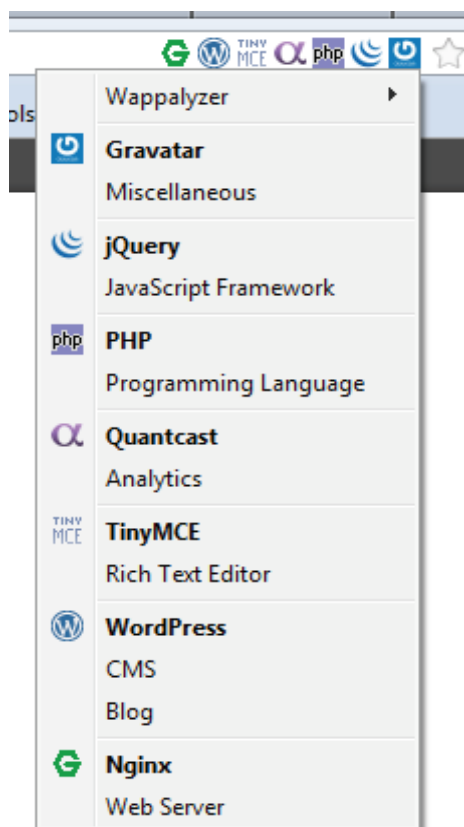 TINY MCE php
ols
Wappalyzer
Gravatar
Miscellaneous
jQuery
JavaScript Framework
php PHP
Programming Language
Quantcast
Analytics
TINY MCE TinyMCE
Rich Text Editor
WordPress
CMS
Blog
Nginx
Web Server